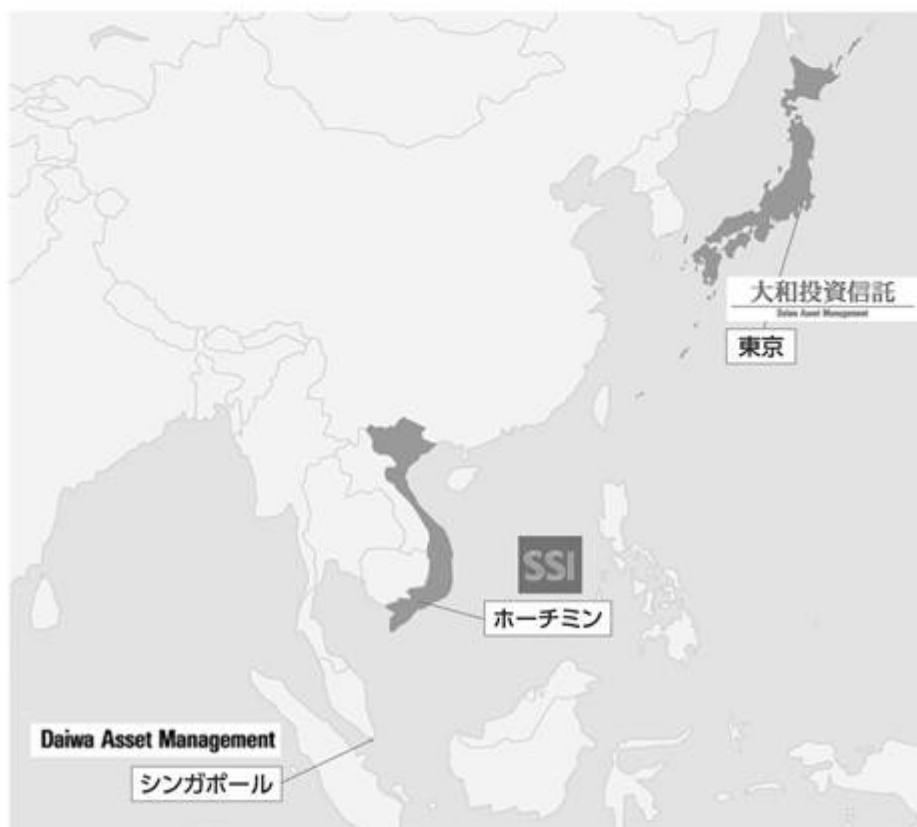 大和投資信託
Daiwa Asset Management
東京
SSI
ホーチミン
Daiwa Asset Management
シンガポール